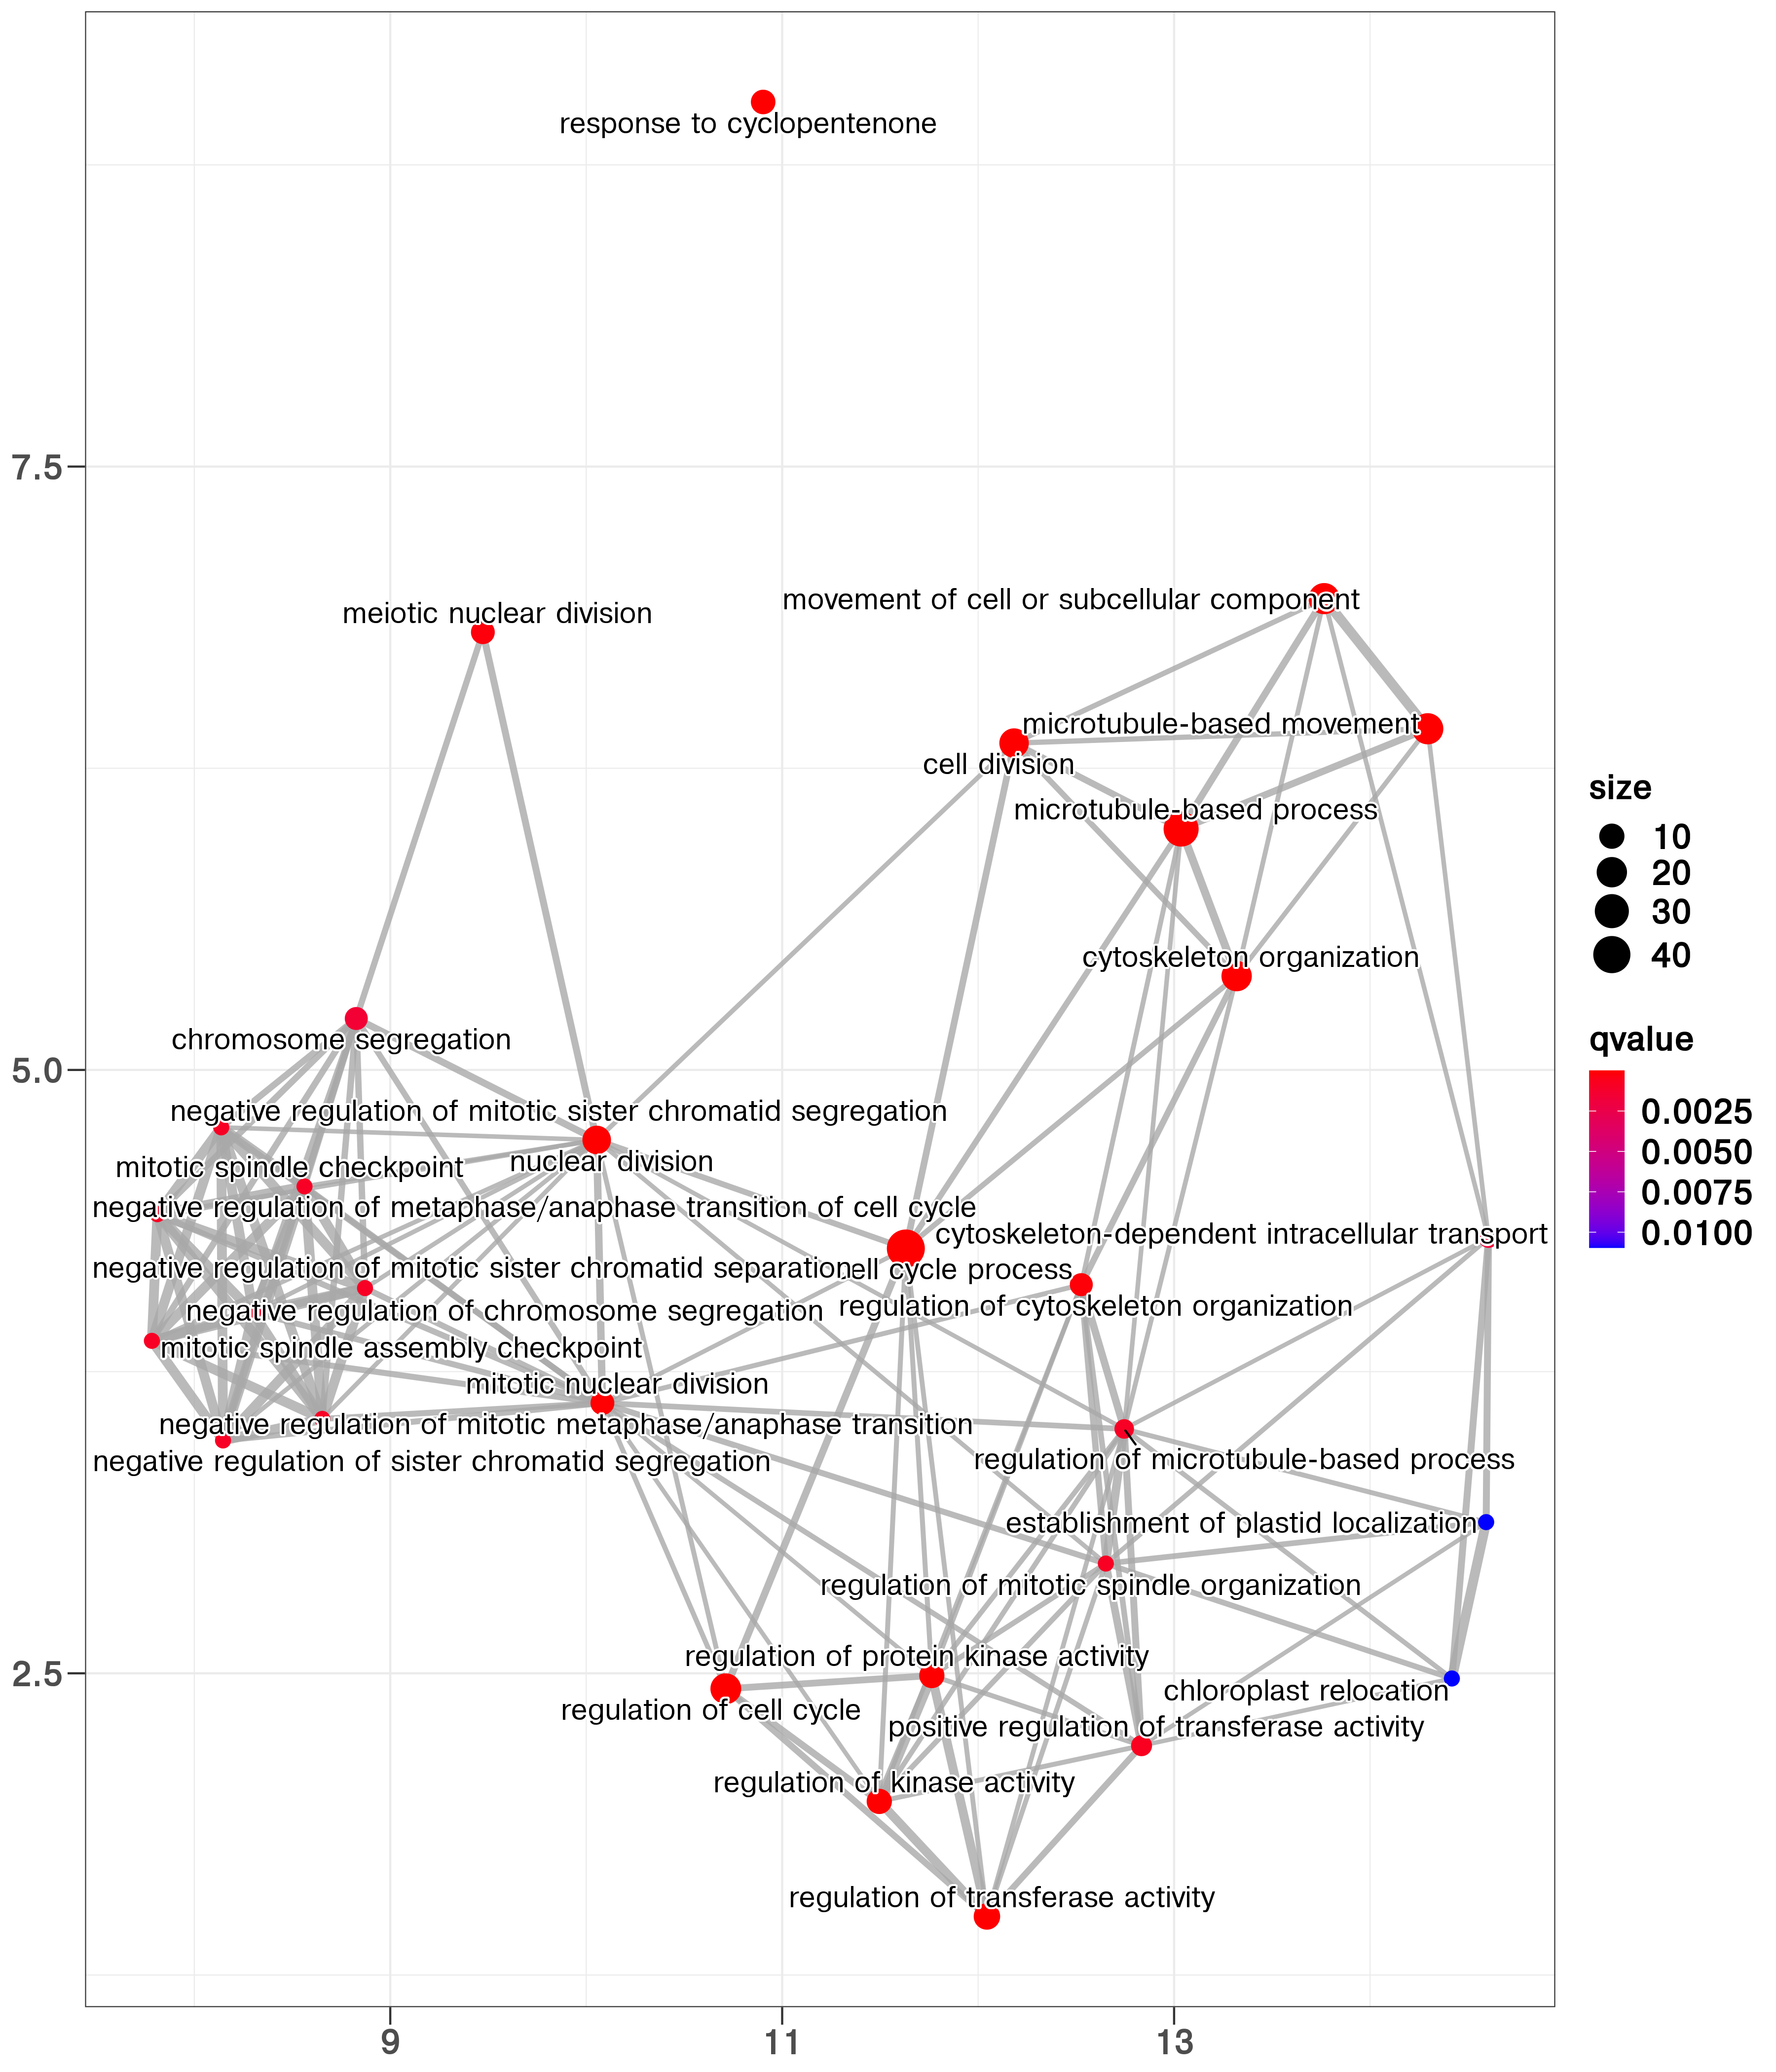 response to cyclopentenone
7.5
movement of cell or subcellular component
meiotic nuclear division
microtubule-based movement
cell division
microtubule-based process
size
10
20
30
40
cytoskeleton organization
chromosome segregation
qvalue
0.0025
0.0050
0.0075
0.0100
5.0
negative regulation of mitotic sister chromatid segregation
nuclear division
mitotic spindle checkpoint
negative regulation of metaphase/anaphase transition of cell cycle
cytoskeleton-dependent intracellular transport
negative regulation of mitotic sister chromatid separation
ell cycle process
regulation of cytoskeleton organization
negative regulation of chromosome segregation
mitotic spindle assembly checkpoint
mitotic nuclear division
negative regulation of mitotic metaphase/anaphase transition
negative regulation of sister chromatid segregation
regulation of microtubule-based process
establishment of plastid localization
regulation of mitotic spindle organization
regulation of protein kinase activity
2.5
chloroplast relocation
regulation of cell cycle
positive regulation of transferase activity
regulation of kinase activity
regulation of transferase activity
9
11
13